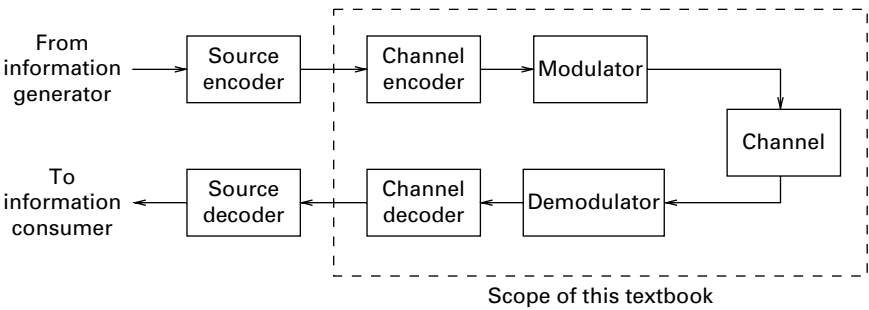 From
information
generator
Source
encoder
Channel
encoder
Modulator
Channel
To
information
consumer
Source
decoder
Channel
decoder
Demodulator
Scope of this textbook